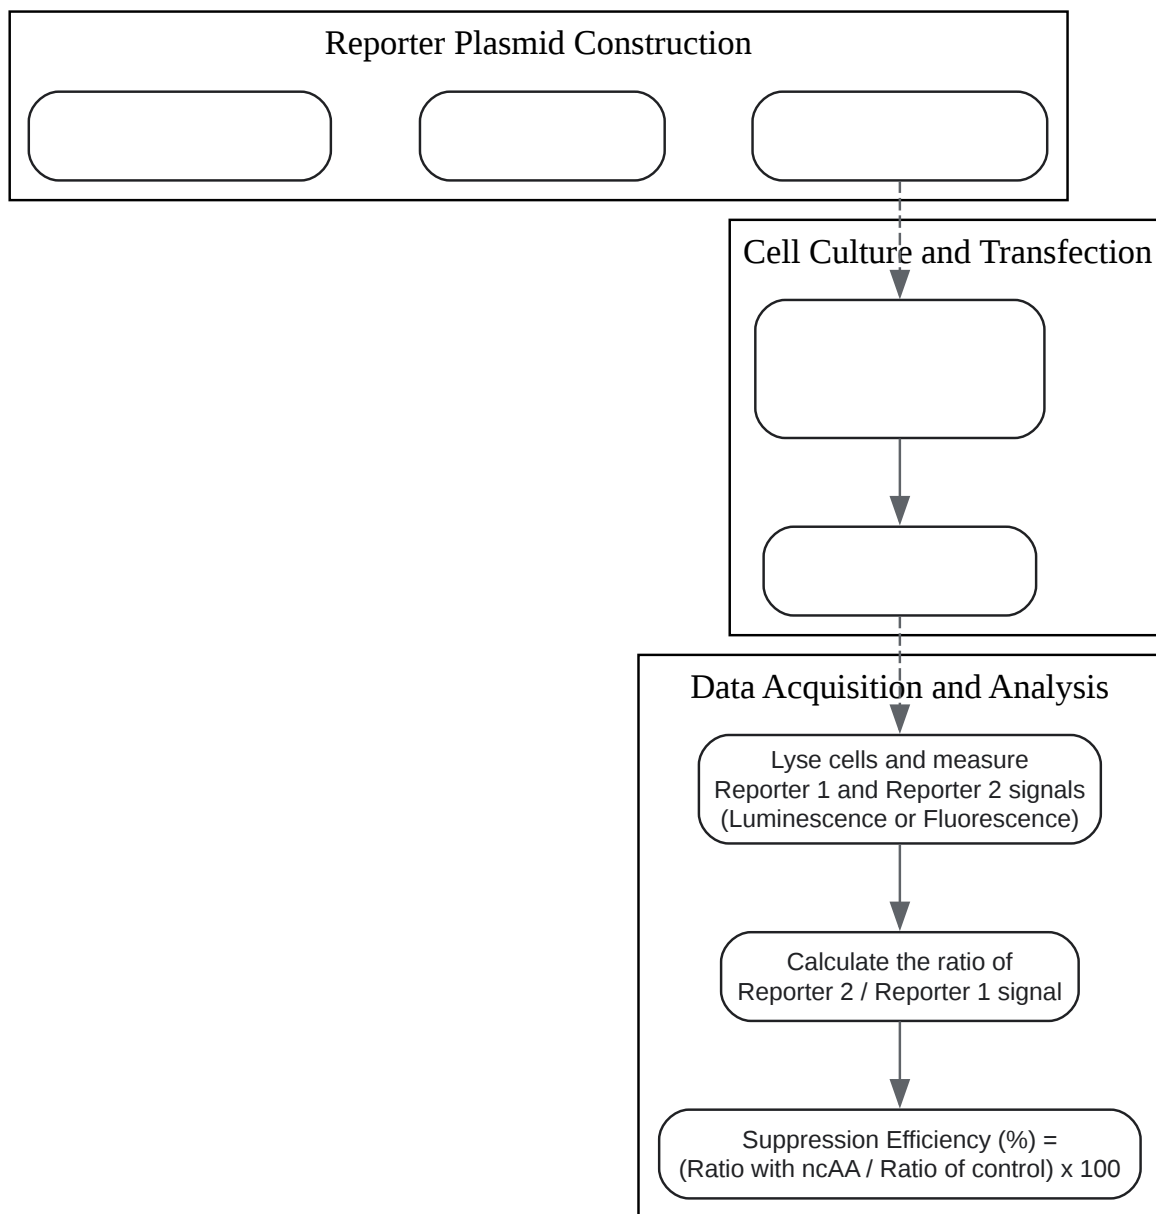 Reporter Plasmid Construction
Cell Culture and Transfection
Data Acquisition and Analysis
Lyse cells and measure
Reporter 1 and Reporter 2 signals
(Luminescence or Fluorescence)
Calculate the ratio of
Reporter 2 / Reporter 1 signal
Suppression Efficiency (%) =
(Ratio with ncAA / Ratio of control) x 100